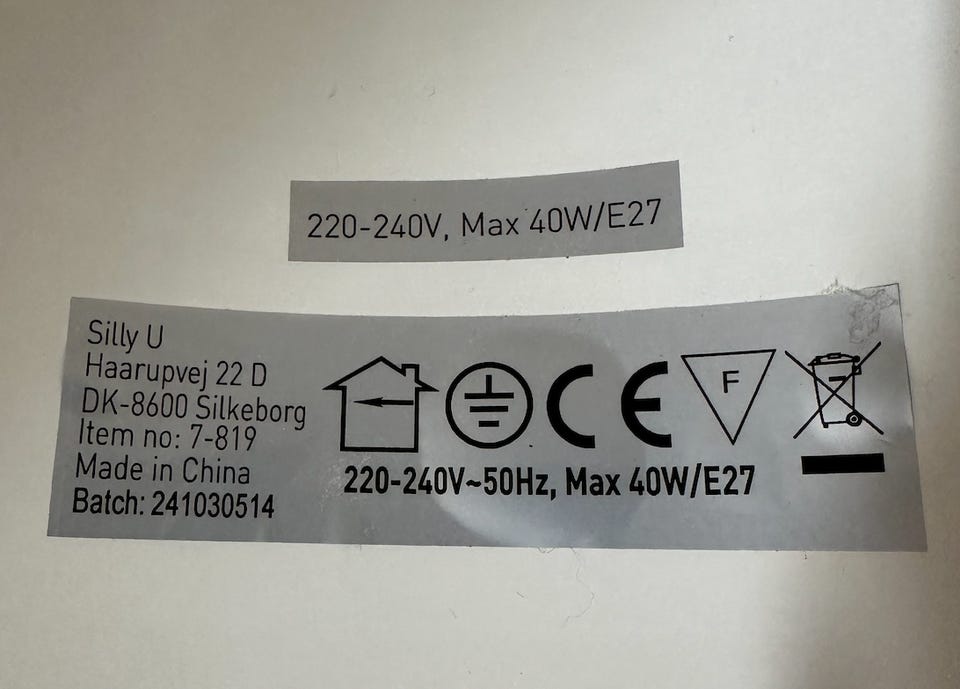 220-240V, Max 40W/E27
Silly U
Haarupvej 22 D
DK-8600 Silkeborg
Item no: 7-819
Made in China
Batch: 241030514
CE
F
220-240V~50Hz, Max 40W/E27